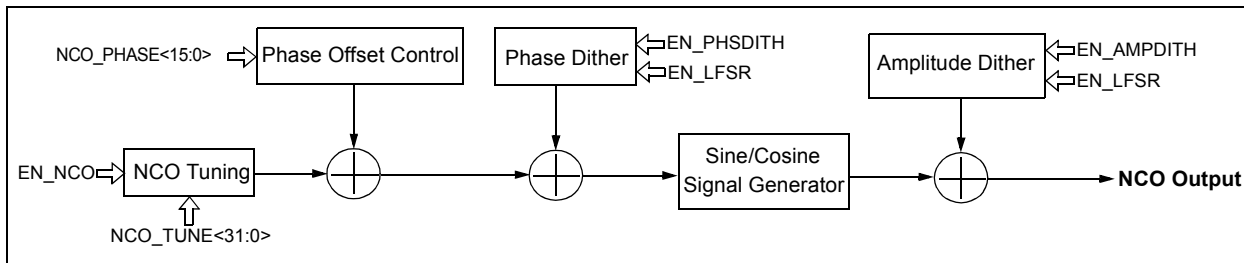 NCO_PHASE<15:0>
Phase Offset Control
Phase Dither
EN_PHSDITH
EN_LFSR
Amplitude Dither
EN_AMPDITH
EN_LFSR
EN_NCO
NCO Tuning
NCO_TUNE<31:0>
Sine/Cosine
Signal Generator
NCO Output